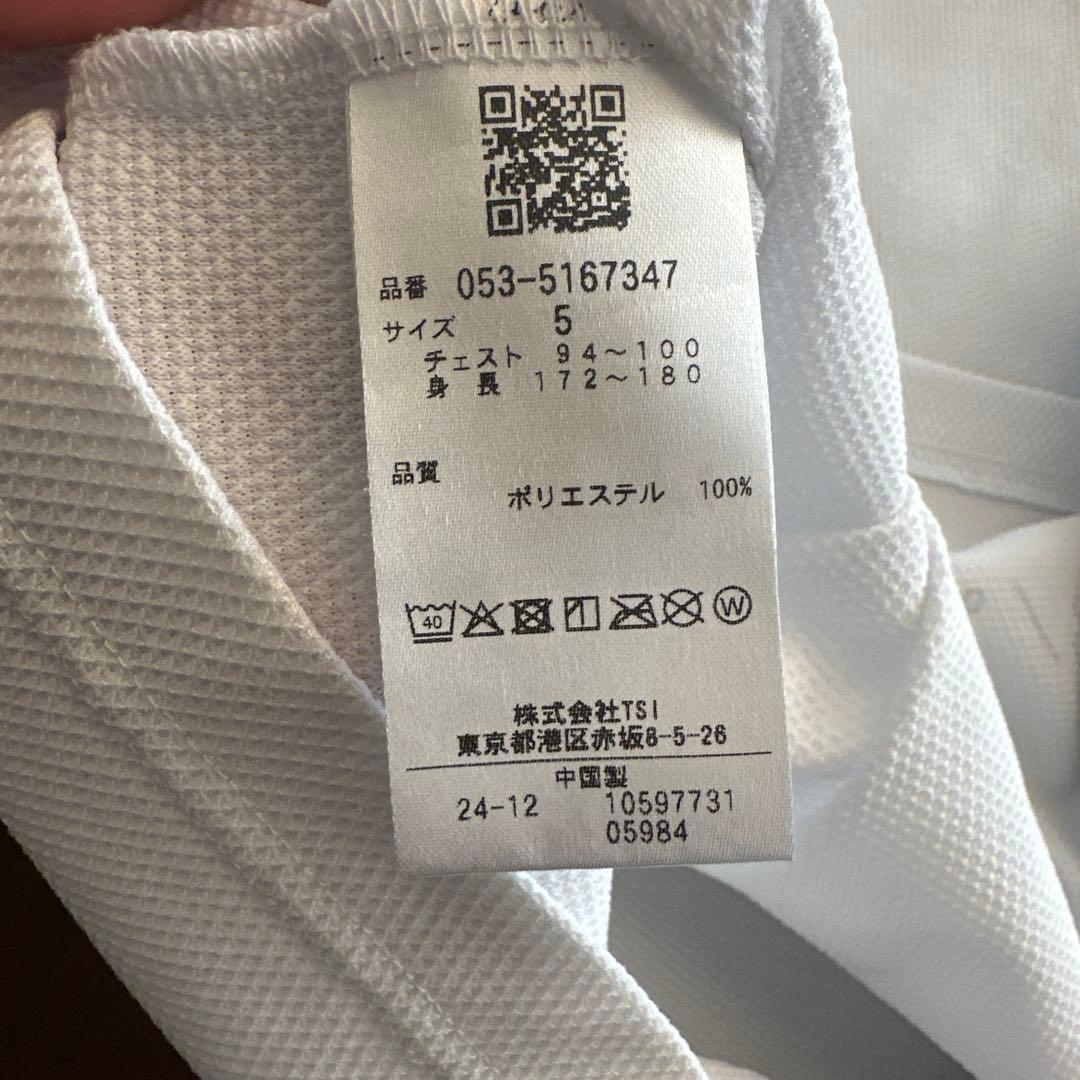 品番 053-5167347
サイズ 5
チェスト 94~100
身長 172~180
品質
ポリエステル 100%
40 W
株式会社TSI
東京都港区赤坂8-5-26
中国製
24-12 10597731
05984